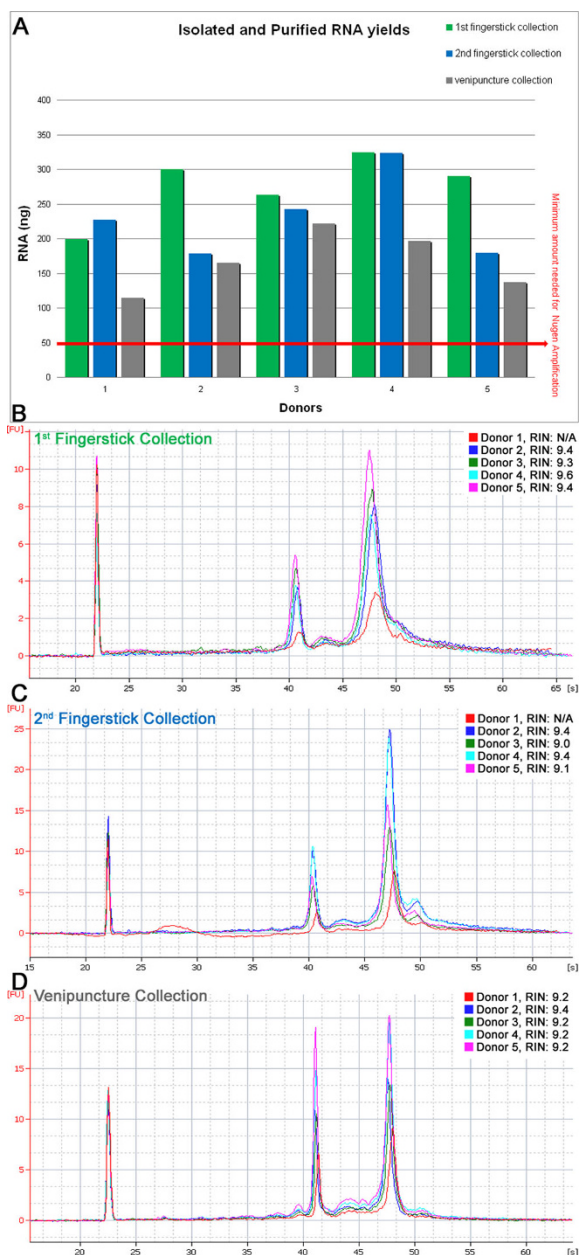 A
Isolated and Purified RNA yields
1st fingerstick collection
2nd fingerstick collection
venipuncture collection
RNA (ng)
400
350
300
250
200
150
100
50
0
1 2 3 4 5
Donors
Minimum amount needed for Nugen Amplification
B
[FU]
1st Fingerstick Collection
Donor 1, RIN: N/A
Donor 2, RIN: 9.4
Donor 3, RIN: 9.3
Donor 4, RIN: 9.6
Donor 5, RIN: 9.4
10
8
6
4
2
0
20 25 30 35 40 45 50 55 60 65 [s]
C
[FU]
2nd Fingerstick Collection
Donor 1, RIN: N/A
Donor 2, RIN: 9.4
Donor 3, RIN: 9.0
Donor 4, RIN: 9.4
Donor 5, RIN: 9.1
25
20
15
10
5
0
15 20 25 30 35 40 45 50 55 60 [s]
D
[FU]
Venipuncture Collection
Donor 1, RIN: 9.2
Donor 2, RIN: 9.4
Donor 3, RIN: 9.2
Donor 4, RIN: 9.2
Donor 5, RIN: 9.2
20
15
10
5
0
20 25 30 35 40 45 50 55 60 [s]